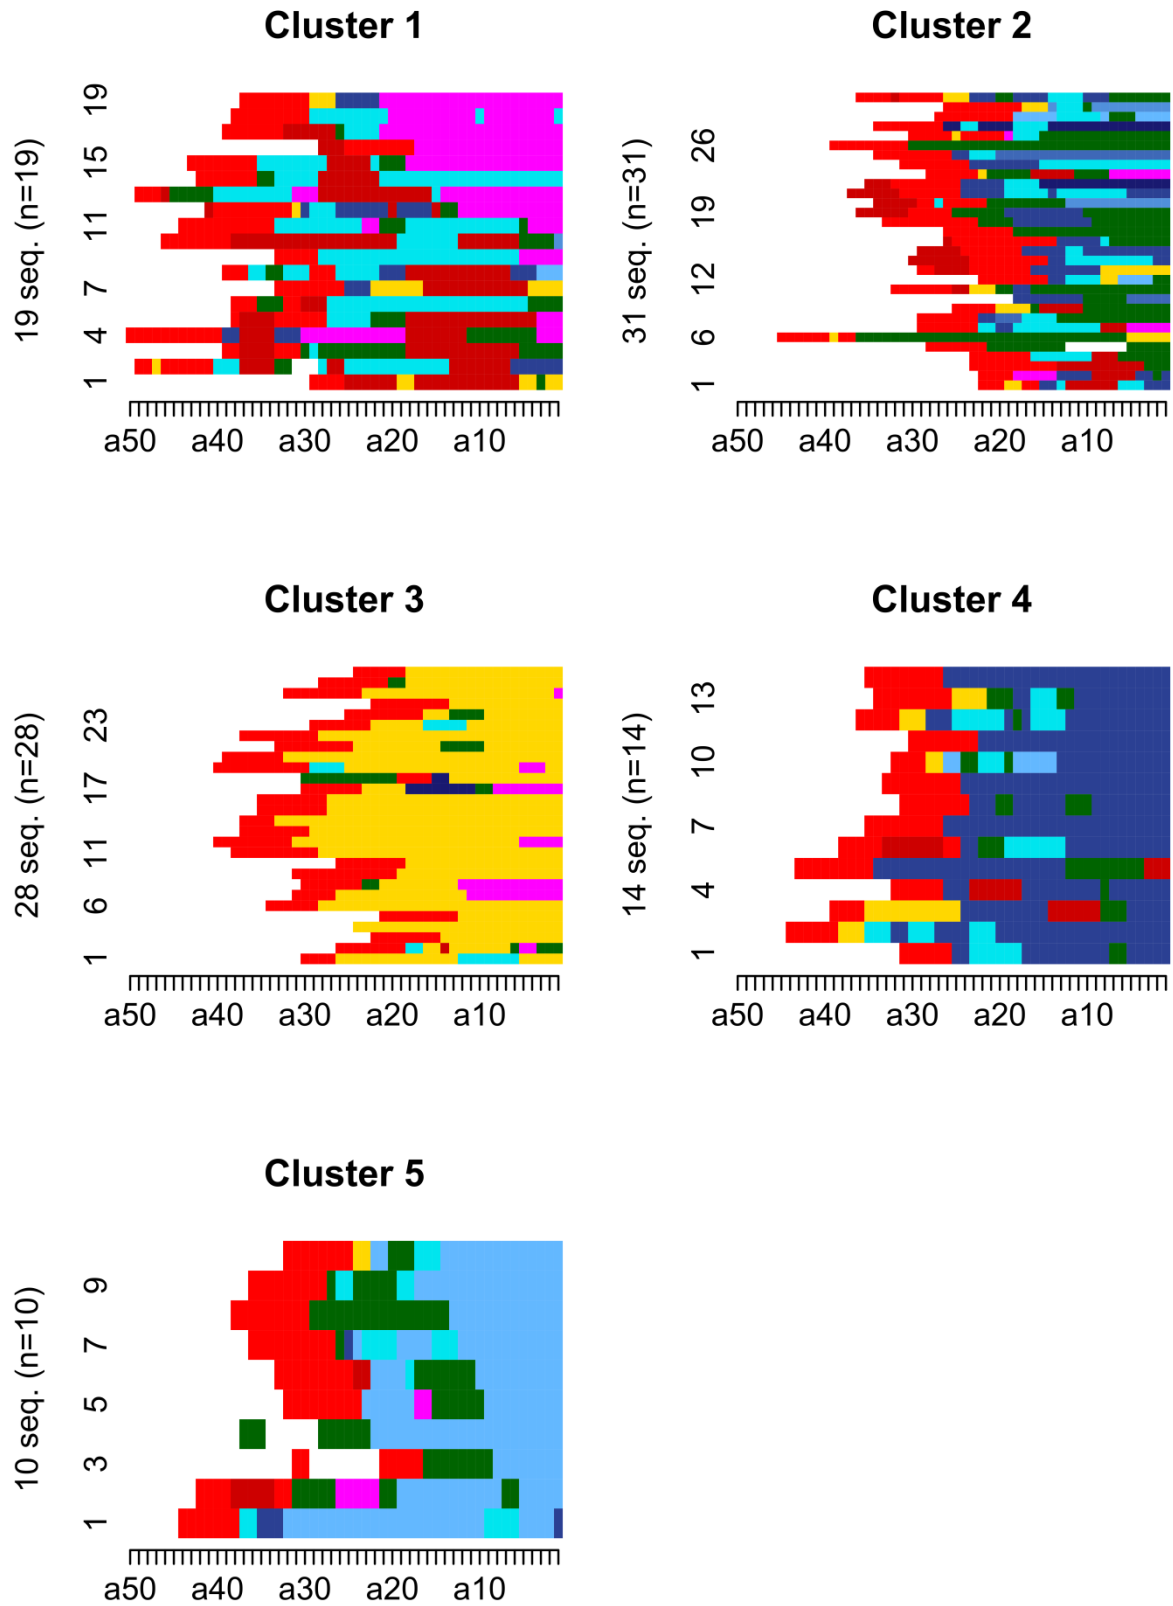 Cluster 1
19 seq. (n=19)
1 4 7 11 15 19
a50 a40 a30 a20 a10
Cluster 2
31 seq. (n=31)
1 6 12 19 26
a50 a40 a30 a20 a10
Cluster 3
28 seq. (n=28)
1 6 11 17 23
a50 a40 a30 a20 a10
Cluster 4
14 seq. (n=14)
1 4 7 10 13
a50 a40 a30 a20 a10
Cluster 5
10 seq. (n=10)
1 3 5 7 9
a50 a40 a30 a20 a10